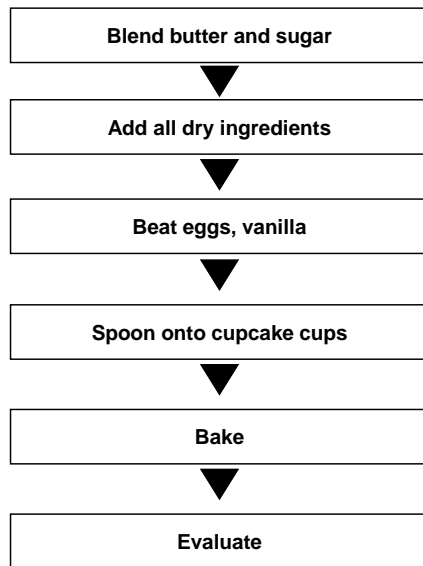 Blend butter and sugar
Add all dry ingredients
Beat eggs, vanilla
Spoon onto cupcake cups
Bake
Evaluate